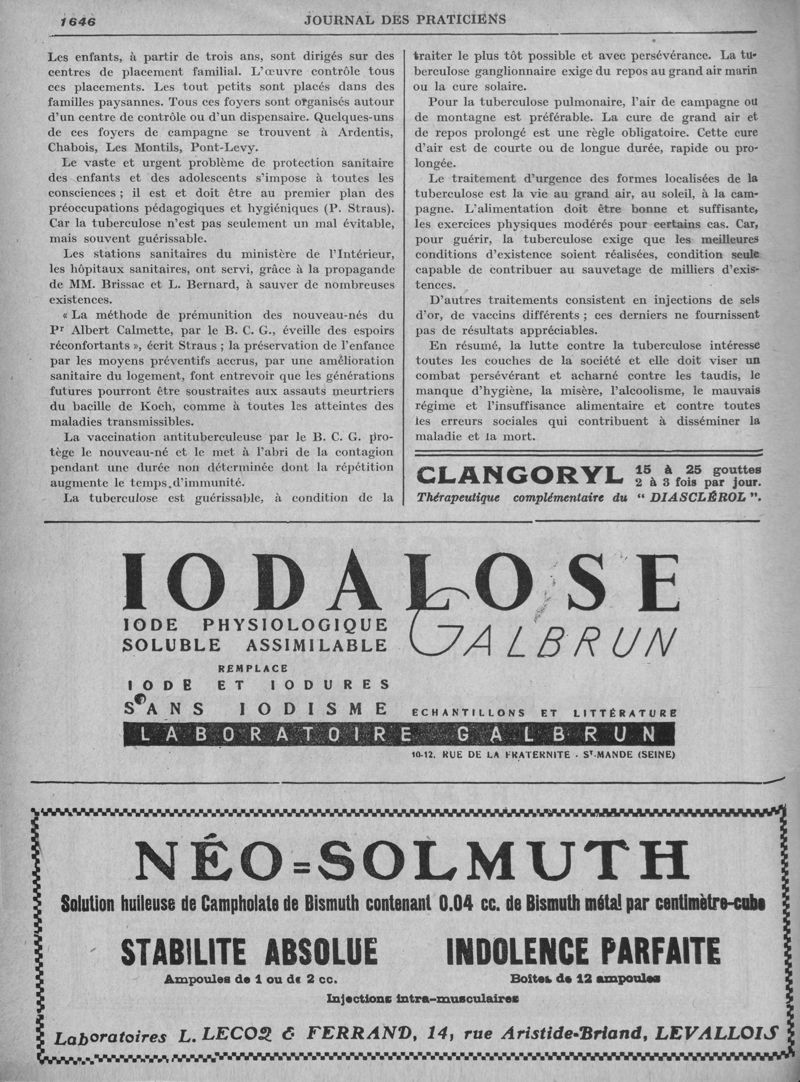 1646
JOURNAL DES PRATICIENS
Les enfants, à partir de trois ans, sont dirigés sur des
centres de placement familial. L'œuvre contrôle tous
ces placements. Les tout petits sont placés dans des
familles paysannes. Tous ces foyers sont organisés autour
d'un centre de contrôle ou d'un dispensaire. Quelques-uns
de ces foyers de campagne se trouvent à Ardentis,
Chabois, Les Montils, Pont-Levy.
Le vaste et urgent problème de protection sanitaire
des enfants et des adolescents s'impose à toutes les
consciences ; il est et doit être au premier plan des
préoccupations pédagogiques et hygiéniques (P. Straus).
Car la tuberculose n'est pas seulement un mal évitable,
mais souvent guérissable.
Les stations sanitaires du ministère de l'Intérieur,
les hôpitaux sanitaires, ont servi, grâce à la propagande
de MM. Brissac et L. Bernard, à sauver de nombreuses
existences.
« La méthode de prémunition des nouveau-nés du
Pr Albert Calmette, par le B. C. G., éveille des espoirs
réconfortants », écrit Straus ; la préservation de l'enfance
par les moyens préventifs accrus, par une amélioration
sanitaire du logement, font entrevoir que les générations
futures pourront être soustraites aux assauts meurtriers
du bacille de Koch, comme à toutes les atteintes des
maladies transmissibles.
La vaccination antituberculeuse par le B. C. G. pro-
tège le nouveau-né et le met à l'abri de la contagion
pendant une durée non déterminée dont la répétition
augmente le temps d'immunité.
La tuberculose est guérissable, à condition de la
traiter le plus tôt possible et avec persévérance. La tu-
berculose ganglionnaire exige du repos au grand air marin
ou la cure solaire.
Pour la tuberculose pulmonaire, l'air de campagne ou
de montagne est préférable. La cure de grand air et
de repos prolongé est une règle obligatoire. Cette cure
d'air est de courte ou de longue durée, rapide ou pro-
longée.
Le traitement d'urgence des formes localisées de la
tuberculose est la vie au grand air, au soleil, à la cam-
pagne. L'alimentation doit être bonne et suffisante,
les exercices physiques modérés pour certains cas. Car,
pour guérir, la tuberculose exige que les meilleures
conditions d'existence soient réalisées, condition seule
capable de contribuer au sauvetage de milliers d'exis-
tences.
D'autres traitements consistent en injections de sels
d'or, de vaccins différents ; ces derniers ne fournissent
pas de résultats appréciables.
En résumé, la lutte contre la tuberculose intéresse
toutes les couches de la société et elle doit viser un
combat persévérant et acharné contre les taudis, le
manque d'hygiène, la misère, l'alcoolisme, le mauvais
régime et l'insuffisance alimentaire et contre toutes
les erreurs sociales qui contribuent à disséminer la
maladie et la mort.
CLANGORYL 15 à 25 gouttes
2 à 3 fois par jour.
Thérapeutique complémentaire du " DIASCLÉROL ".
IODALOSE
IODE PHYSIOLOGIQUE
SOLUBLE ASSIMILABLE
GALBRUN
REMPLACE
IODE ET IODURES
SANS IODISME
ECHANTILLONS ET LITTÉRATURE
LABORATOIRE GALBRUN
10-12, RUE DE LA FRATERNITE . ST-MANDE (SEINE)
NÉO=SOLMUTH
Solution huileuse de Campholate de Bismuth contenant 0.04 cc. de Bismuth métal par centimètre-cube
STABILITE ABSOLUE
INDOLENCE PARFAITE
Ampoules de 1 ou de 2 cc.
Boîtes de 12 ampoules
Injections intra-musculaires
Laboratoires L. LECOQ & FERRAND, 14, rue Aristide-Briand, LEVALLOIS